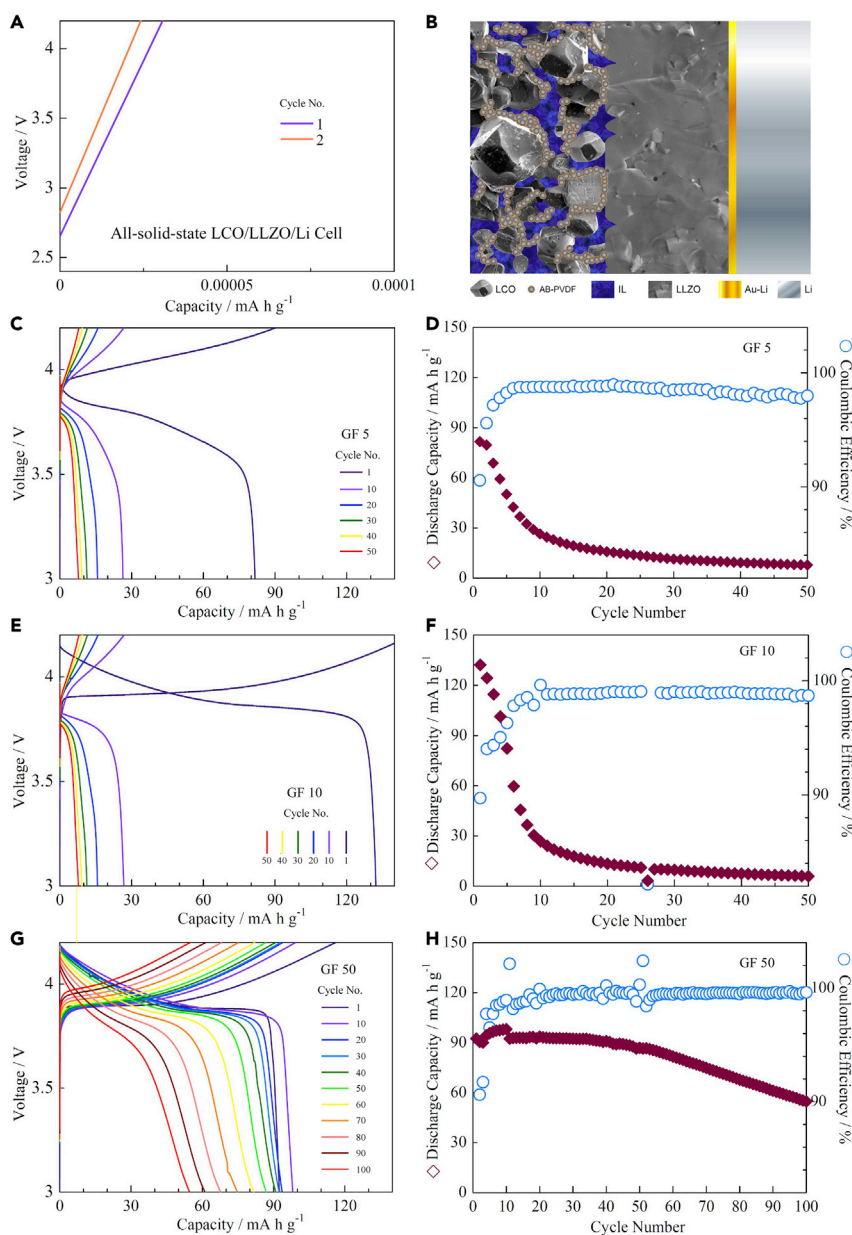 A
4
3.5
3
2.5
Voltage / V
Cycle No.
1
2
All-solid-state LCO/LLZO/Li Cell
0 0.00005 0.0001
Capacity / mA h g-1
B
LCO AB-PVDF IL LLZO Au-Li Li
C
4
3.5
3
Voltage / V
GF 5
Cycle No.
1
10
20
30
40
50
0 30 60 90 120
Capacity / mA h g-1
D
150
120
90
60
30
0
Discharge Capacity / mA h g-1
GF 5
100
90
Coulombic Efficiency / %
0 10 20 30 40 50
Cycle Number
E
4
3.5
3
Voltage / V
GF 10
Cycle No.
50 40 30 20 10 1
0 30 60 90 120
Capacity / mA h g-1
F
150
120
90
60
30
0
Discharge Capacity / mA h g-1
GF 10
100
90
Coulombic Efficiency / %
0 10 20 30 40 50
Cycle Number
G
4
3.5
3
Voltage / V
GF 50
Cycle No.
1
10
20
30
40
50
60
70
80
90
100
0 30 60 90 120
Capacity / mA h g-1
H
150
120
90
60
30
0
Discharge Capacity / mA h g-1
GF 50
100
90
Coulombic Efficiency / %
0 10 20 30 40 50 60 70 80 90 100
Cycle Number